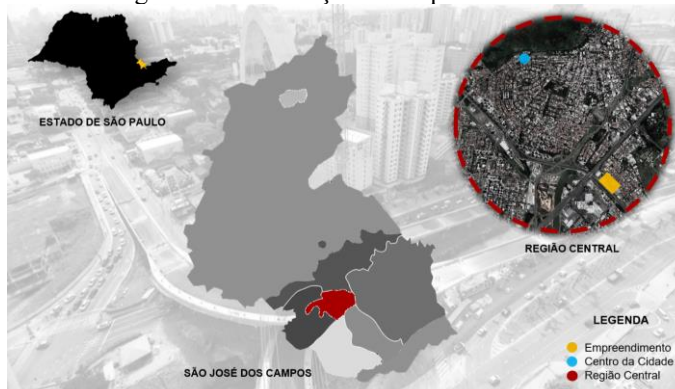 ESTADO DE SÃO PAULO
REGIÃO CENTRAL
SÃO JOSÉ DOS CAMPOS
LEGENDA
Empreendimento
Centro da Cidade
Região Central